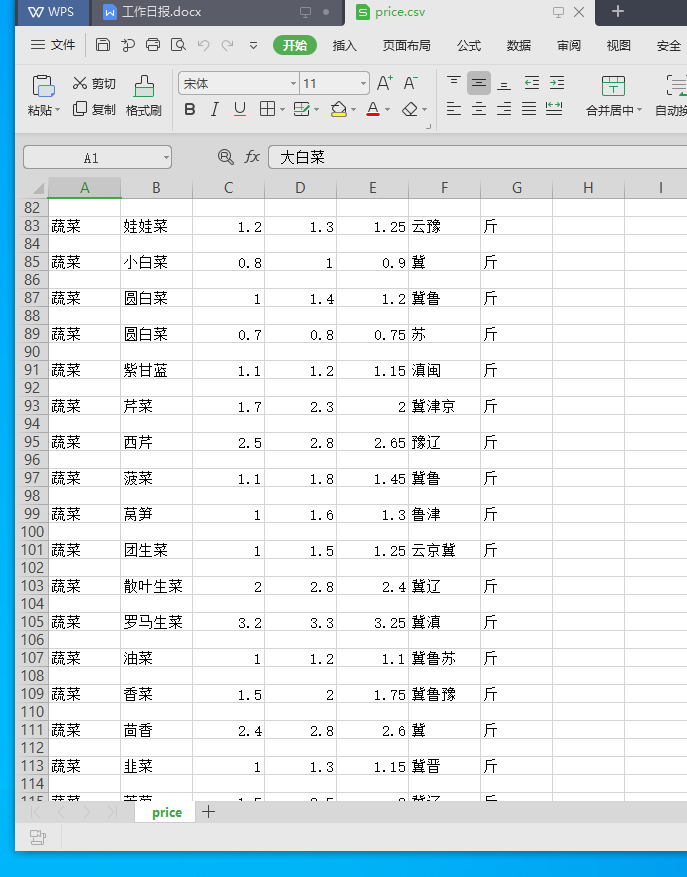 WPS 工作日报.docx price.csv
文件 开始 插入 页面布局 公式 数据 审阅 视图 安全
粘贴 剪切 复制 格式刷 宋体 11 A+ A- B I U A 合并居中 自动换
A1 fx 大白菜
A B C D E F G H I
82
83 蔬菜 娃娃菜 1.2 1.3 1.25 云豫 斤
84
85 蔬菜 小白菜 0.8 1 0.9 冀 斤
86
87 蔬菜 圆白菜 1 1.4 1.2 冀鲁 斤
88
89 蔬菜 圆白菜 0.7 0.8 0.75 苏 斤
90
91 蔬菜 紫甘蓝 1.1 1.2 1.15 滇闽 斤
92
93 蔬菜 芹菜 1.7 2.3 2 冀津京 斤
94
95 蔬菜 西芹 2.5 2.8 2.65 豫辽 斤
96
97 蔬菜 菠菜 1.1 1.8 1.45 冀鲁 斤
98
99 蔬菜 莴笋 1 1.6 1.3 鲁津 斤
100
101 蔬菜 团生菜 1 1.5 1.25 云京冀 斤
102
103 蔬菜 散叶生菜 2 2.8 2.4 冀辽 斤
104
105 蔬菜 罗马生菜 3.2 3.3 3.25 冀滇 斤
106
107 蔬菜 油菜 1 1.2 1.1 冀鲁苏 斤
108
109 蔬菜 香菜 1.5 2 1.75 冀鲁豫 斤
110
111 蔬菜 茴香 2.4 2.8 2.6 冀 斤
112
113 蔬菜 韭菜 1 1.3 1.15 冀晋 斤
114
price